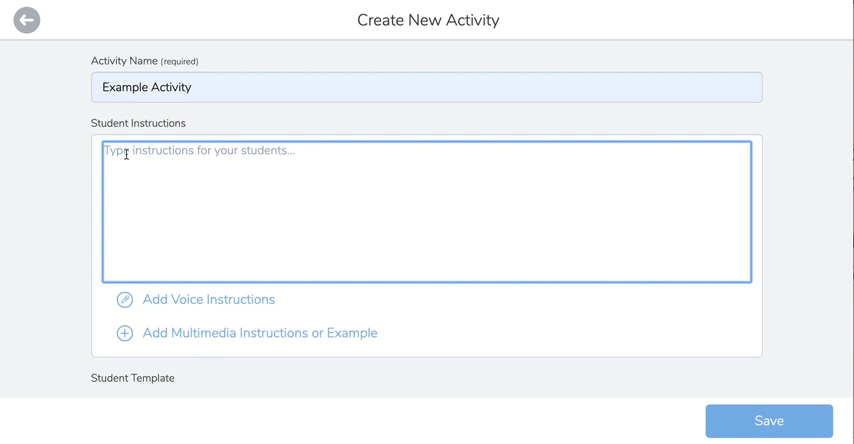 Create New Activity
Activity Name (required)
Example Activity
Student Instructions
Type instructions for your students...
Add Voice Instructions
Add Multimedia Instructions or Example
Student Template
Save